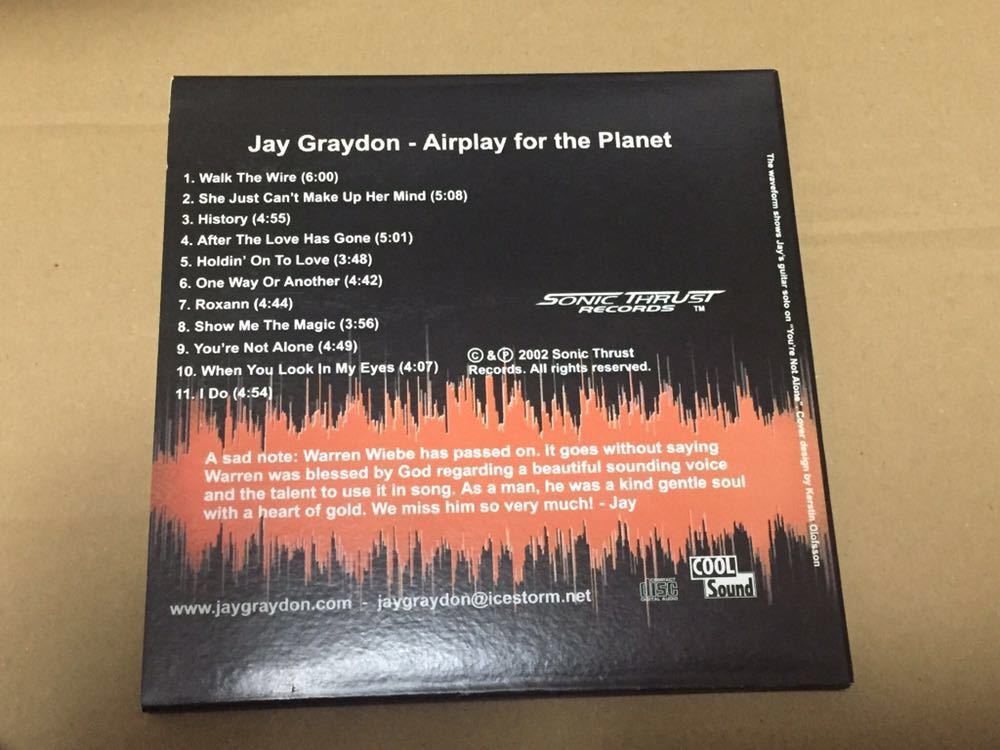 Jay Graydon - Airplay for the Planet
1. Walk The Wire (6:00)
2. She Just Can't Make Up Her Mind (5:08)
3. History (4:55)
4. After The Love Has Gone (5:01)
5. Holdin' On To Love (3:48)
6. One Way Or Another (4:42)
7. Roxann (4:44)
8. Show Me The Magic (3:56)
9. You're Not Alone (4:49)
10. When You Look In My Eyes (4:07)
11. I Do (4:54)
SONIC THRUST
RECORDS TM
© & ℗ 2002 Sonic Thrust
Records. All rights reserved.
A sad note: Warren Wiebe has passed on. It goes without saying
Warren was blessed by God regarding a beautiful sounding voice
and the talent to use it in song. As a man, he was a kind gentle soul
with a heart of gold. We miss him so very much! - Jay
www.jaygraydon.com - jaygraydon@icestorm.net
COMPACT
disc
DIGITAL AUDIO
COOL
Sound
The waveform shows Jay's guitar solo on "You're Not Alone." Cover design by Kerstin Olofsson